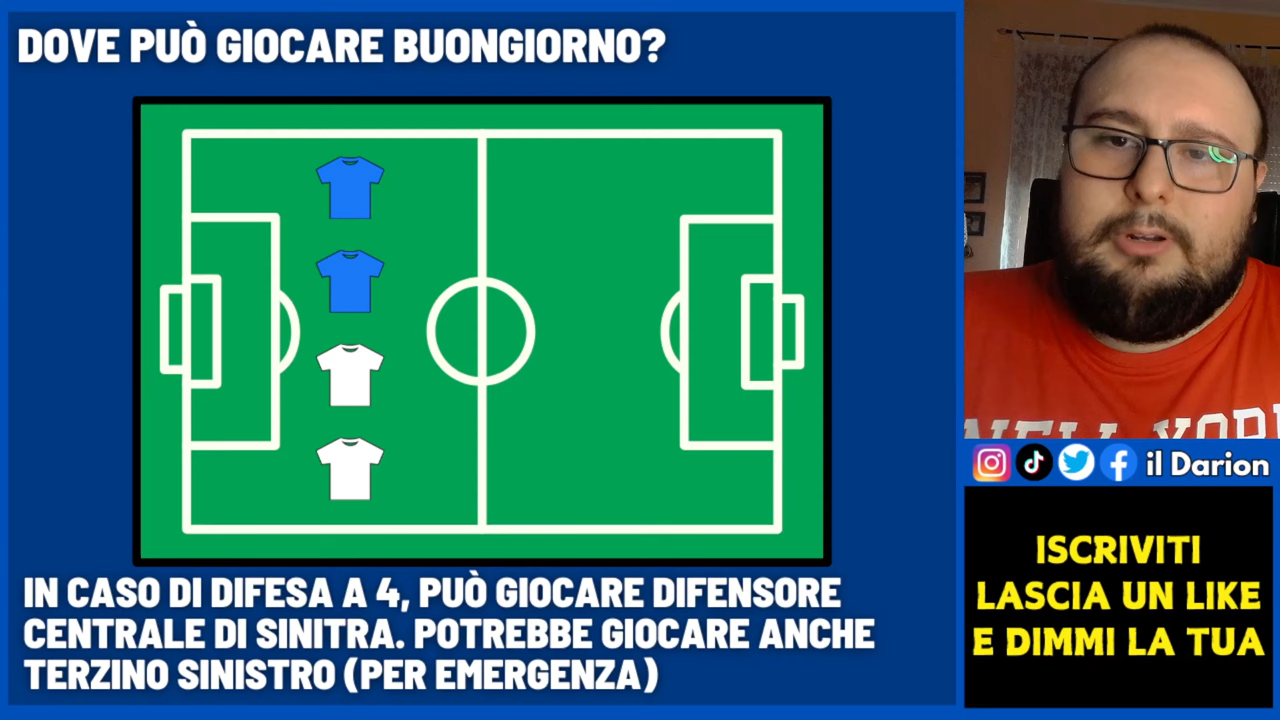 DOVE PUÒ GIOCARE BUONGIORNO?
IN CASO DI DIFESA A 4, PUÒ GIOCARE DIFENSORE
CENTRALE DI SINITRA. POTREBBE GIOCARE ANCHE
TERZINO SINISTRO (PER EMERGENZA)
il Darion
ISCRIVITI
LASCIA UN LIKE
E DIMMI LA TUA